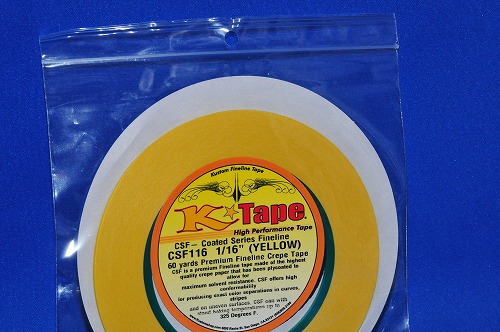 Kustom Fineline Tape
K Tape
High Performance Tape
CSF- Coated Series Fineline
CSF116 1/16" (YELLOW)
60 yards Premium Fineline Crepe Tape
CSF is a premium Fineline tape made of the highest
quality crepe paper that has been plycoated to
allow for
maximum solvent resistance. CSF offers high
conformability
for producing exact color separations in curves,
stripes
and on uneven surfaces. CSF can with
stand baking temperatures up to
325 Degrees F.